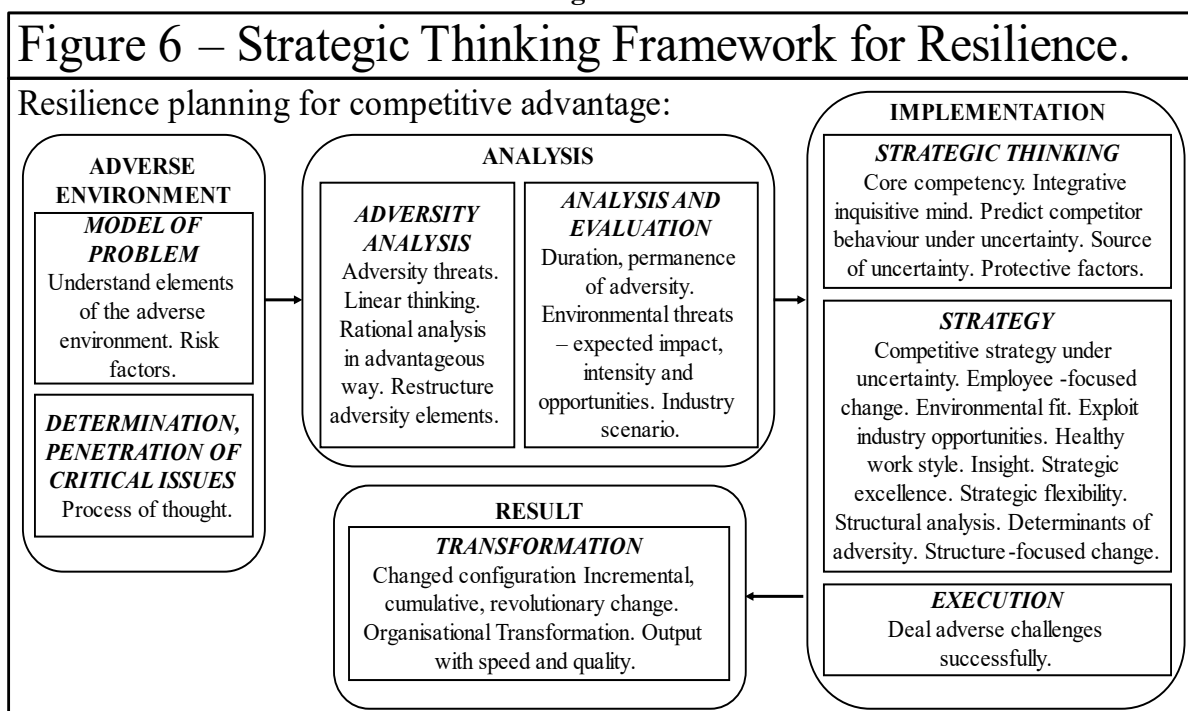 Figure 6 – Strategic Thinking Framework for Resilience.
Resilience planning for competitive advantage:
ADVERSE
ENVIRONMENT
MODEL OF
PROBLEM
Understand elements
of the adverse
environment. Risk
factors.
DETERMINATION,
PENETRATION OF
CRITICAL ISSUES
Process of thought.
ANALYSIS
ADVERSITY
ANALYSIS
Adversity threats.
Linear thinking.
Rational analysis
in advantageous
way. Restructure
adversity elements.
ANALYSIS AND
EVALUATION
Duration, permanence
of adversity.
Environmental threats
– expected impact,
intensity and
opportunities. Industry
scenario.
IMPLEMENTATION
STRATEGIC THINKING
Core competency. Integrative
inquisitive mind. Predict competitor
behaviour under uncertainty. Source
of uncertainty. Protective factors.
STRATEGY
Competitive strategy under
uncertainty. Employee -focused
change. Environmental fit. Exploit
industry opportunities. Healthy
work style. Insight. Strategic
excellence. Strategic flexibility.
Structural analysis. Determinants of
adversity. Structure -focused change.
EXECUTION
Deal adverse challenges
successfully.
RESULT
TRANSFORMATION
Changed configuration Incremental,
cumulative, revolutionary change.
Organisational Transformation. Output
with speed and quality.